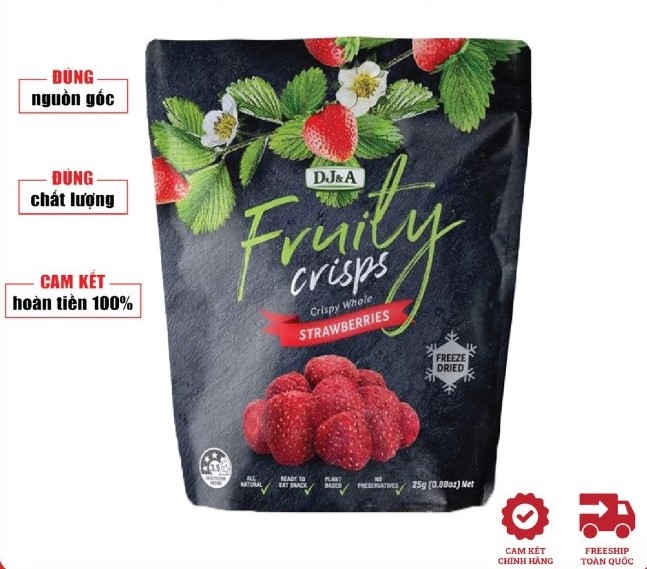 ĐÚNG
nguồn gốc
ĐÚNG
chất lượng
CAM KẾT
hoàn tiền 100%
DJ&A
Fruity
crisps
Crispy Whole
STRAWBERRIES
FREEZE
DRIED
3.5
ALL
NATURAL
READY TO
EAT SNACK
PLANT
BASED
NO
PRESERVATIVES
25g (0.88oz) Net
CAM KẾT
CHÍNH HÃNG
FREESHIP
TOÀN QUỐC